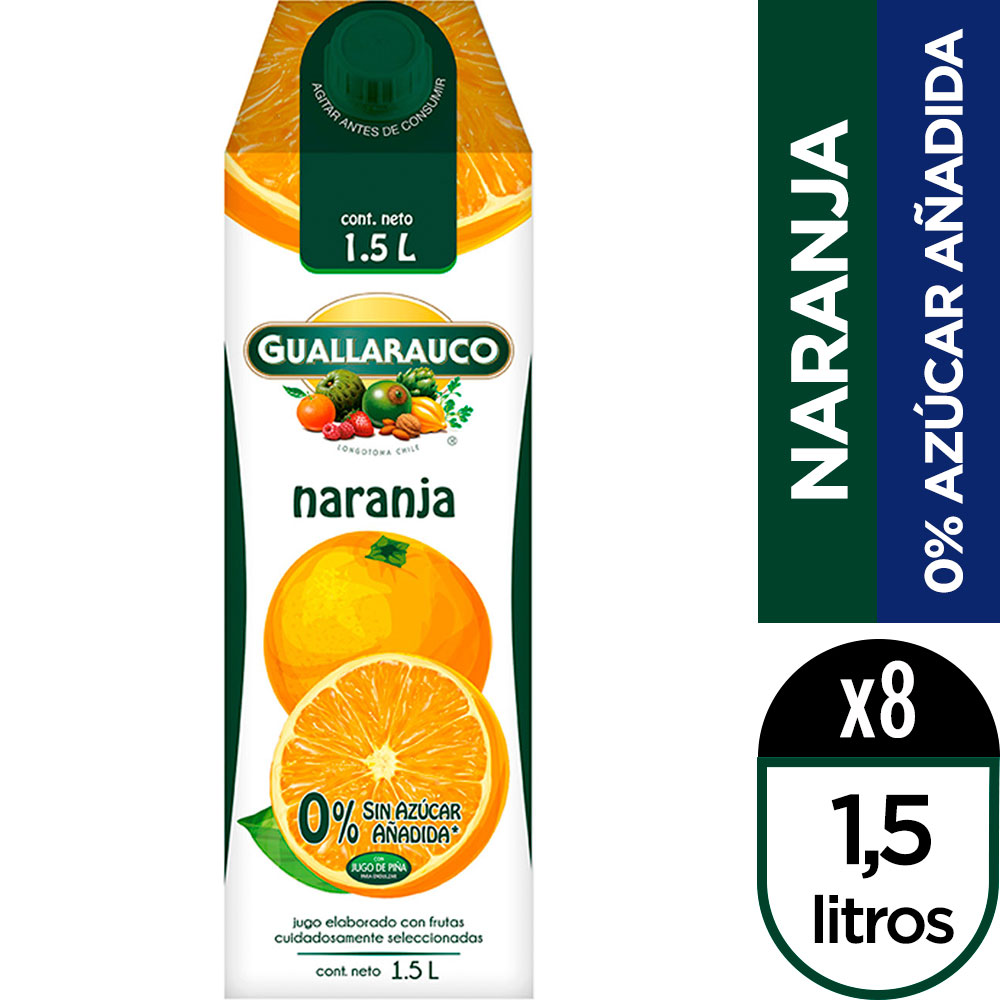 AGITAR ANTES DE CONSUMIR
cont. neto
1.5 L
GUALLARAUCO
LONGOTOMA CHILE
®
naranja
0% SIN AZÚCAR
AÑADIDA*
CON
JUGO DE PIÑA
PARA ENDULZAR
jugo elaborado con frutas
cuidadosamente seleccionadas
cont. neto 1.5 L
NARANJA
0% AZÚCAR AÑADIDA
x8
1,5
litros